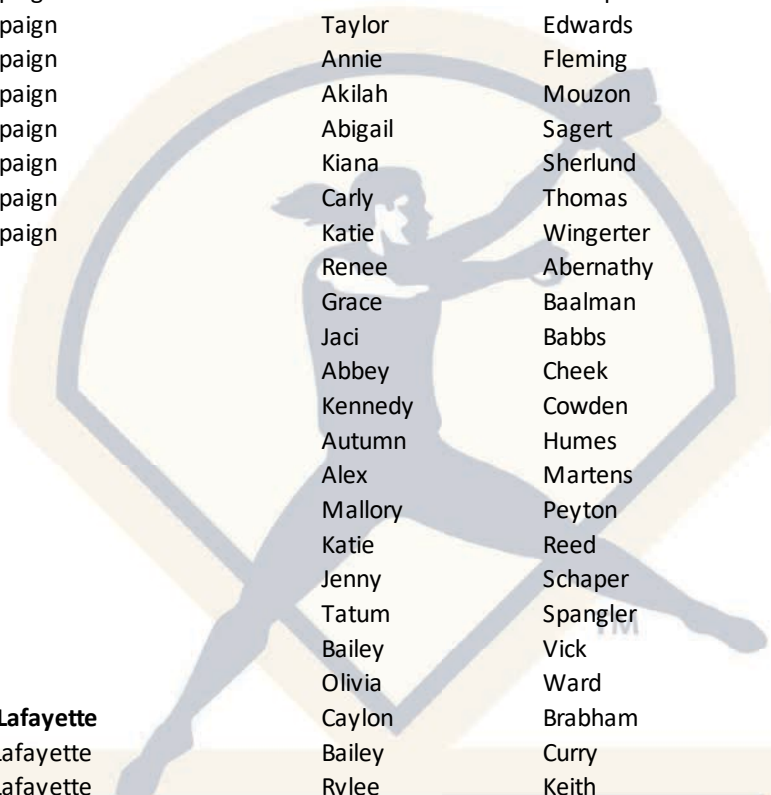 paign Taylor Edwards
paign Annie Fleming
paign Akilah Mouzon
paign Abigail Sagert
paign Kiana Sherlund
paign Carly Thomas
paign Katie Wingerter
Renee Abernathy
Grace Baalman
Jaci Babbs
Abbey Cheek
Kennedy Cowden
Autumn Humes
Alex Martens
Mallory Peyton
Katie Reed
Jenny Schaper
Tatum Spangler
TM
Bailey Vick
Olivia Ward
Lafayette Caylon Brabham
Lafayette Bailey Curry
Lafayette Rylee Keith